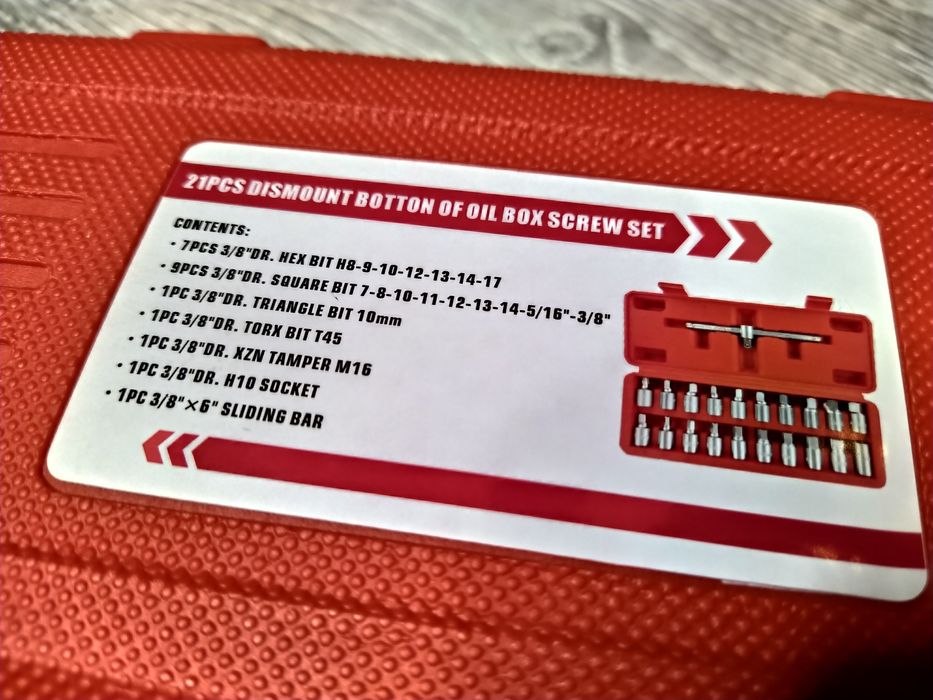 21PCS DISMOUNT BOTTON OF OIL BOX SCREW SET
CONTENTS:
• 7PCS 3/8"DR. HEX BIT H8-9-10-12-13-14-17
• 9PCS 3/8"DR. SQUARE BIT 7-8-10-11-12-13-14-5/16"-3/8"
• 1PC 3/8"DR. TRIANGLE BIT 10mm
• 1PC 3/8"DR. TORX BIT T45
• 1PC 3/8"DR. XZN TAMPER M16
• 1PC 3/8"DR. H10 SOCKET
• 1PC 3/8"×6" SLIDING BAR